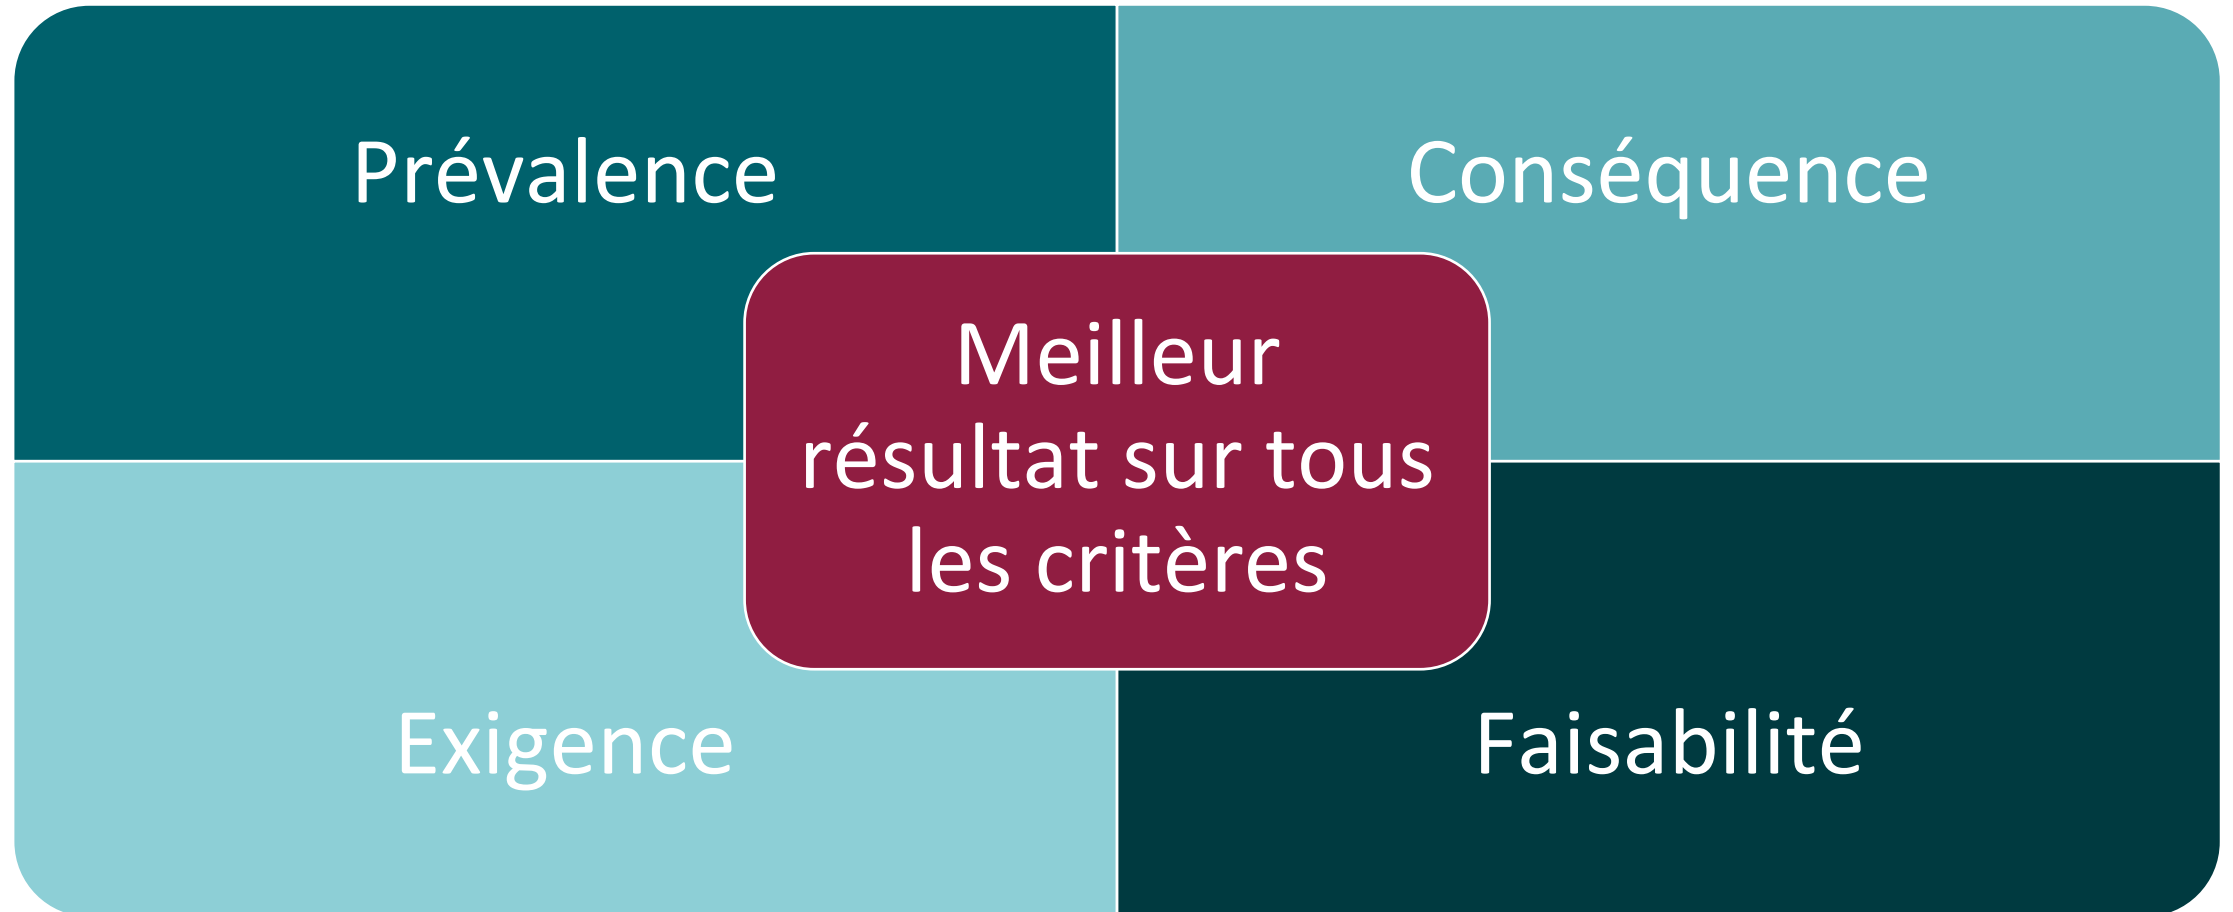 Prévalence
Conséquence
Meilleur
résultat sur tous
les critères
Exigence
Faisabilité